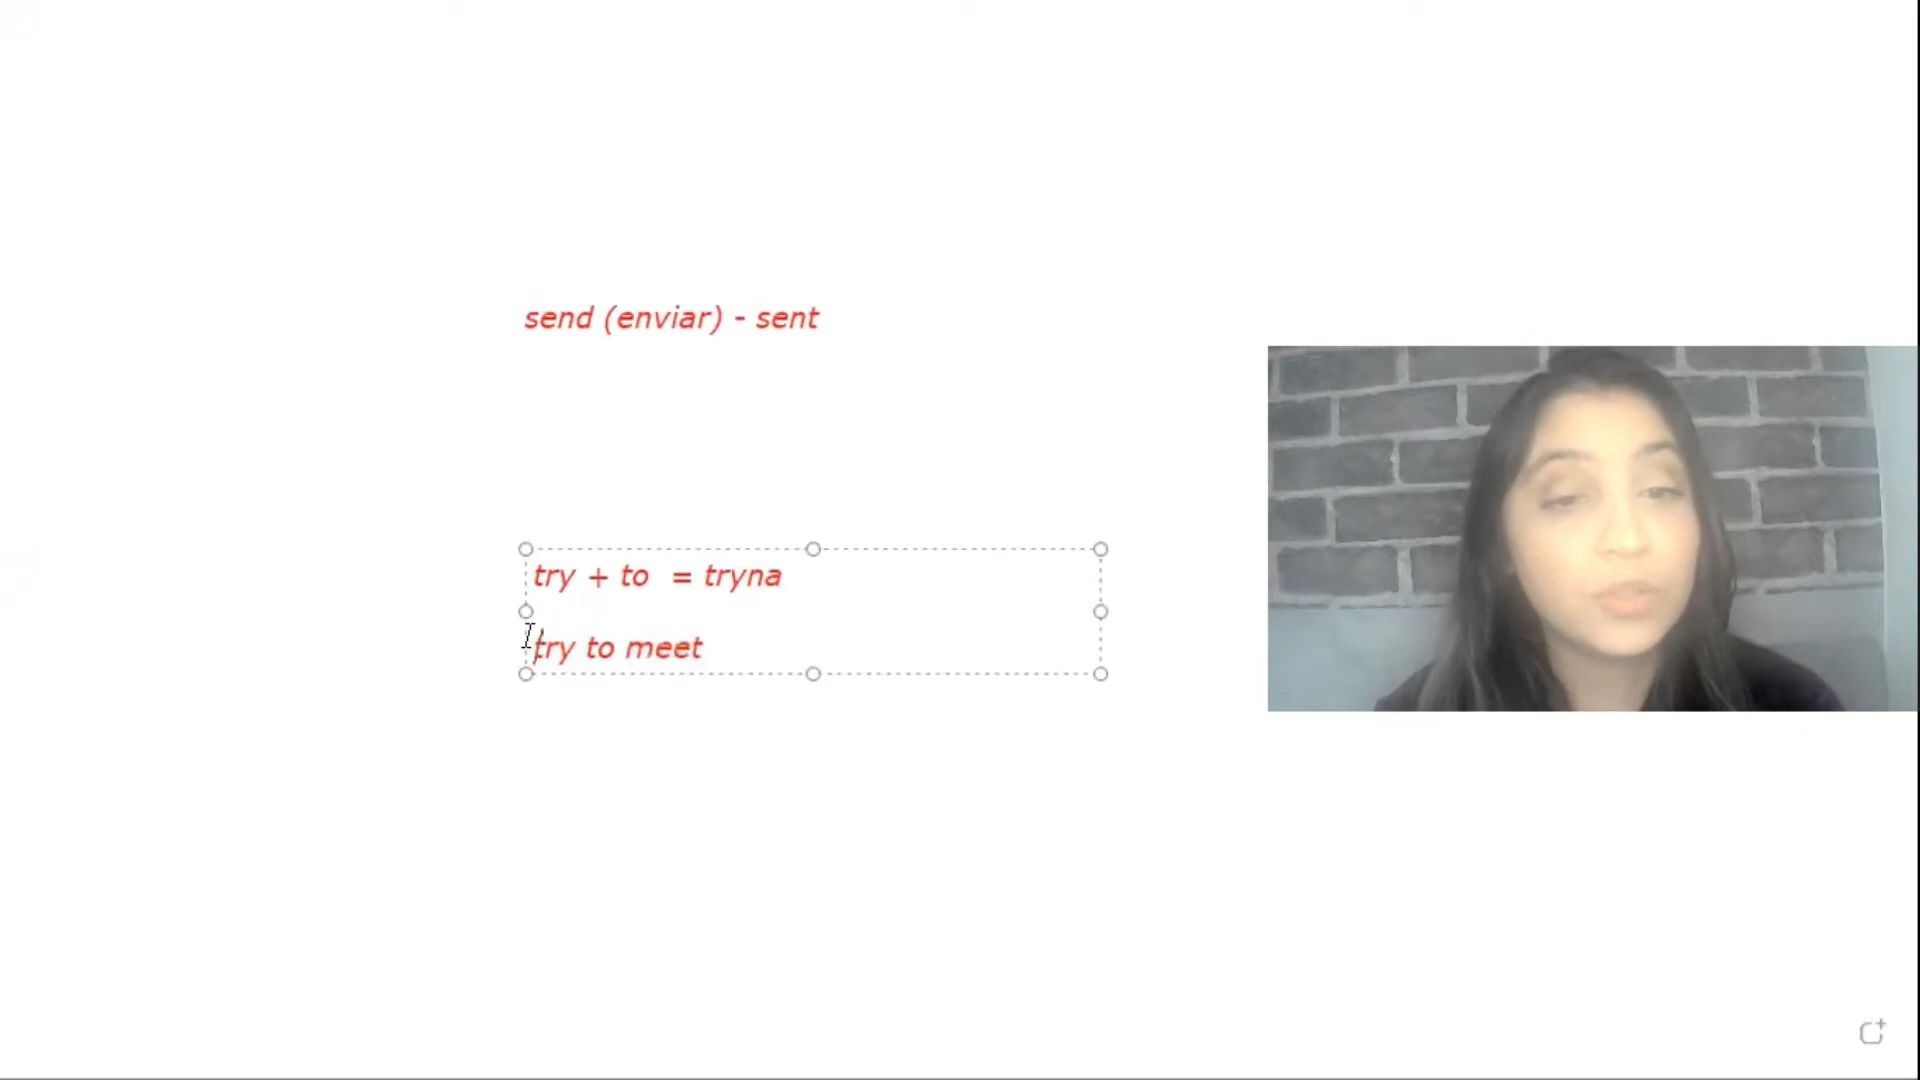 send (enviar) - sent
try + to = tryna
try to meet